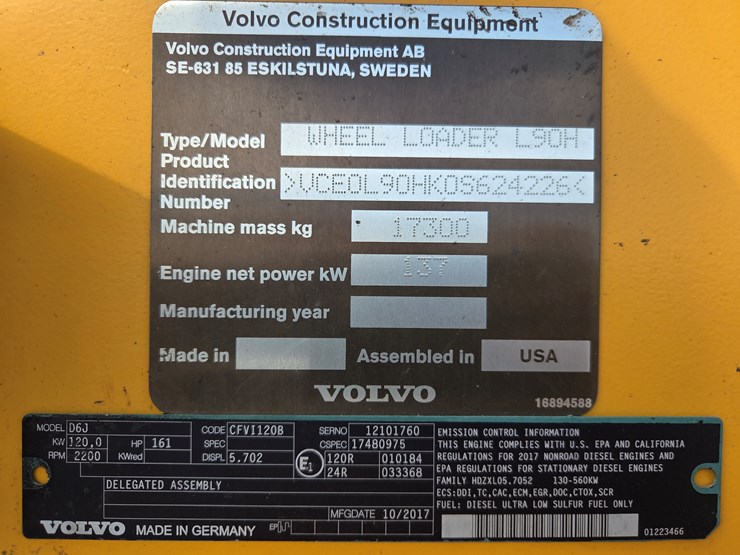 Volvo Construction Equipment
Volvo Construction Equipment AB
SE-631 85 ESKILSTUNA, SWEDEN
Type/Model WHEEL LOADER L90H
Product
Identification >VCE0L90HK0S624226<
Number
Machine mass kg 17300
Engine net power kW 137
Manufacturing year
Made in Assembled in USA
VOLVO 16894588
MODEL D6J CODE CFVI120B SERNO 12101760 EMISSION CONTROL INFORMATION
KW 120,0 HP 161 SPEC CSPEC 17480975 THIS ENGINE COMPLIES WITH U.S. EPA AND CALIFORNIA
RPM 2200 KWred DISPL 5.702 E1 120R 010184 REGULATIONS FOR 2017 NONROAD DIESEL ENGINES AND
24R 033368 EPA REGULATIONS FOR STATIONARY DIESEL ENGINES
DELEGATED ASSEMBLY FAMILY HDZXL05.7052 130-560KW
ECS:DDI,TC,CAC,ECM,EGR,DOC,CTOX,SCR
MFGDATE 10/2017 FUEL: DIESEL ULTRA LOW SULFUR FUEL ONLY
VOLVO MADE IN GERMANY EP 01223466